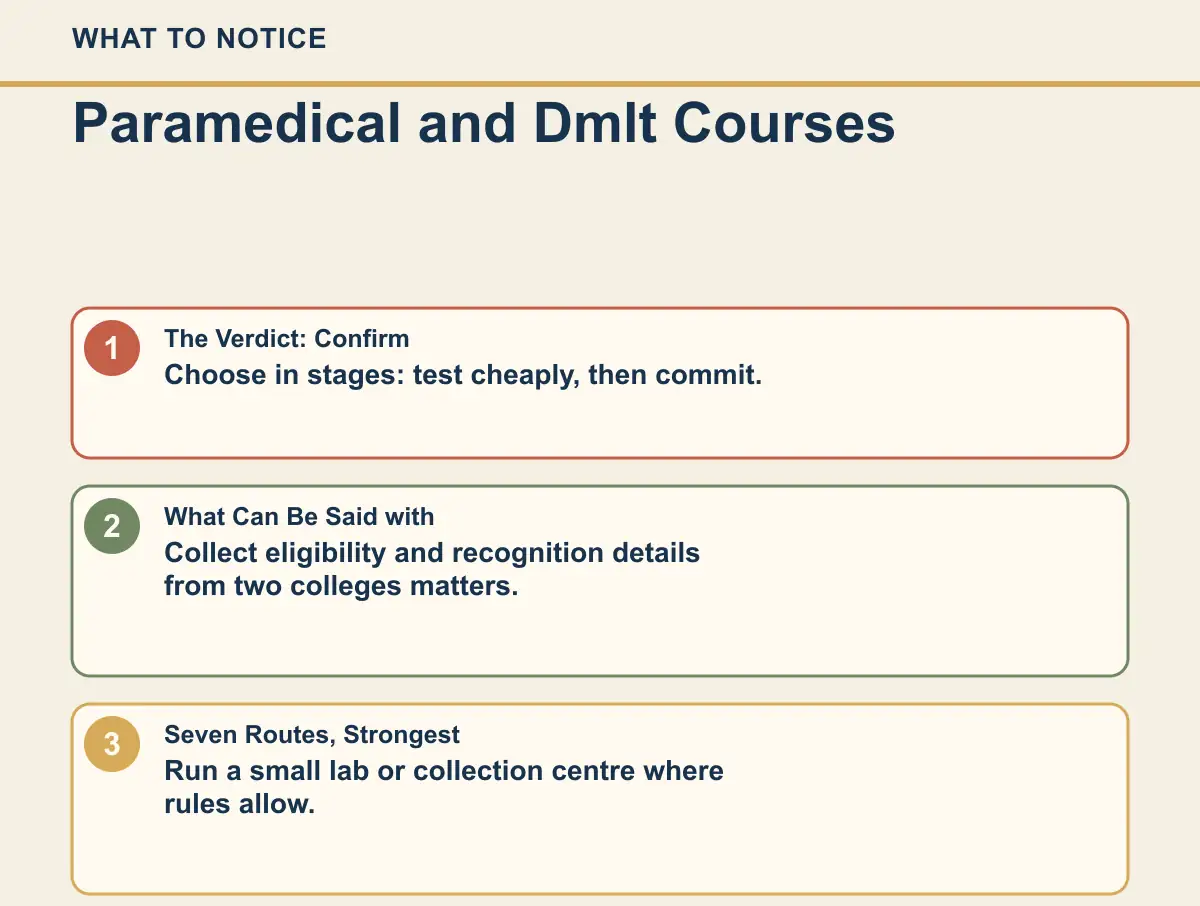 WHAT TO NOTICE
Paramedical and Dmlt Courses
1
The Verdict: Confirm
Choose in stages: test cheaply, then commit.
2
What Can Be Said with
Collect eligibility and recognition details
from two colleges matters.
3
Seven Routes, Strongest
Run a small lab or collection centre where
rules allow.